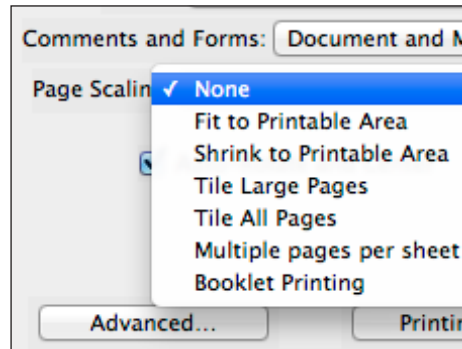 Comments and Forms: Document and M
Page Scalin ✓ None
Fit to Printable Area
Shrink to Printable Area
Tile Large Pages
Tile All Pages
Multiple pages per sheet
Booklet Printing
Advanced... Printin